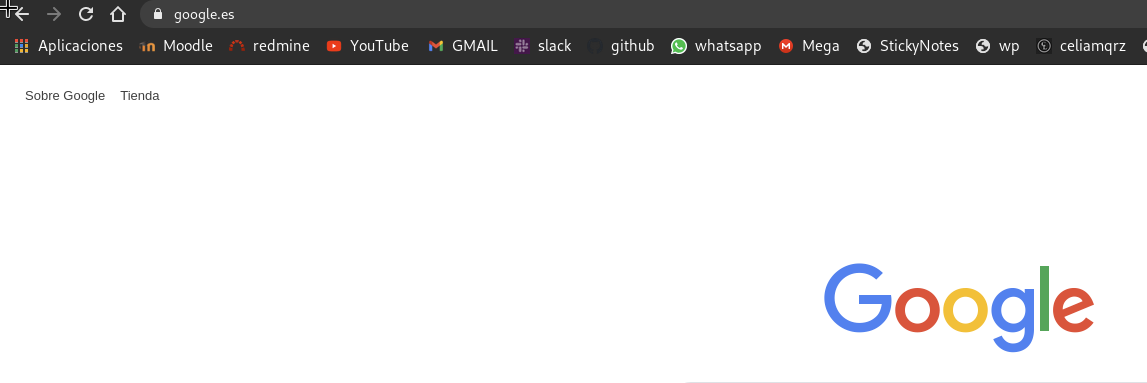 google.es
Aplicaciones Moodle redmine YouTube GMAIL slack github whatsapp Mega StickyNotes wp celiamqrz
Sobre Google Tienda
Google